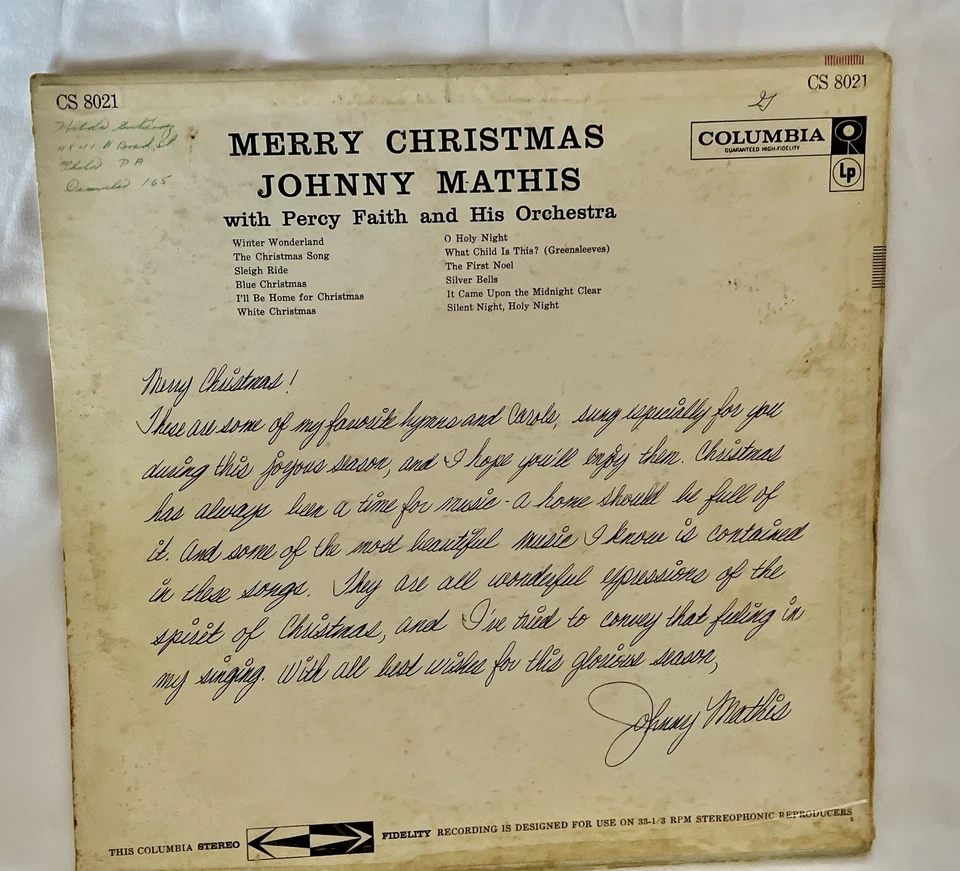 CS 8021
CS 8021
December '65
21
COLUMBIA
GUARANTEED HIGH-FIDELITY
Lp
MERRY CHRISTMAS
JOHNNY MATHIS
with Percy Faith and His Orchestra
Winter Wonderland
The Christmas Song
Sleigh Ride
Blue Christmas
I'll Be Home for Christmas
White Christmas
O Holy Night
What Child Is This? (Greensleeves)
The First Noel
Silver Bells
It Came Upon the Midnight Clear
Silent Night, Holy Night
Merry Christmas!
These are some of my favorite hymns and Carols, sung especially for you
during this joyous season, and I hope you'll enjoy them. Christmas
has always been a time for music - a home should be full of
it. And some of the most beautiful music I know is contained
in these songs. They are all wonderful expressions of the
spirit of Christmas, and I've tried to convey that feeling in
my singing. With all best wishes for this glorious season,
Johnny Mathis
THIS COLUMBIA STEREO FIDELITY RECORDING IS DESIGNED FOR USE ON 33-1/3 RPM STEREOPHONIC REPRODUCERS